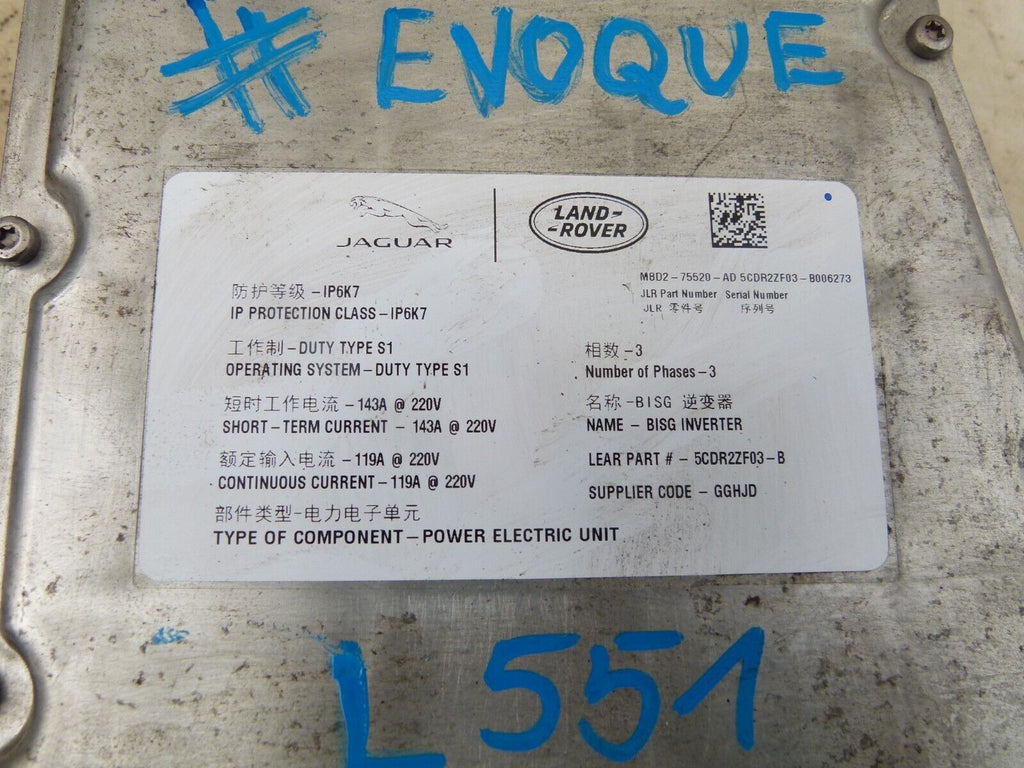 # EVOQUE
JAGUAR
LAND-
-ROVER
M8D2-75520-AD 5CDR2ZF03-B006273
JLR Part Number Serial Number
JLR 零件号 序列号
防护等级-IP6K7
IP PROTECTION CLASS-IP6K7
工作制-DUTY TYPE S1
OPERATING SYSTEM-DUTY TYPE S1
短时工作电流-143A @ 220V
SHORT-TERM CURRENT - 143A @ 220V
额定输入电流-119A @ 220V
CONTINUOUS CURRENT-119A @ 220V
部件类型-电力电子单元
TYPE OF COMPONENT-POWER ELECTRIC UNIT
相数-3
Number of Phases-3
名称-BISG 逆变器
NAME - BISG INVERTER
LEAR PART # - 5CDR2ZF03-B
SUPPLIER CODE - GGHJD
L551